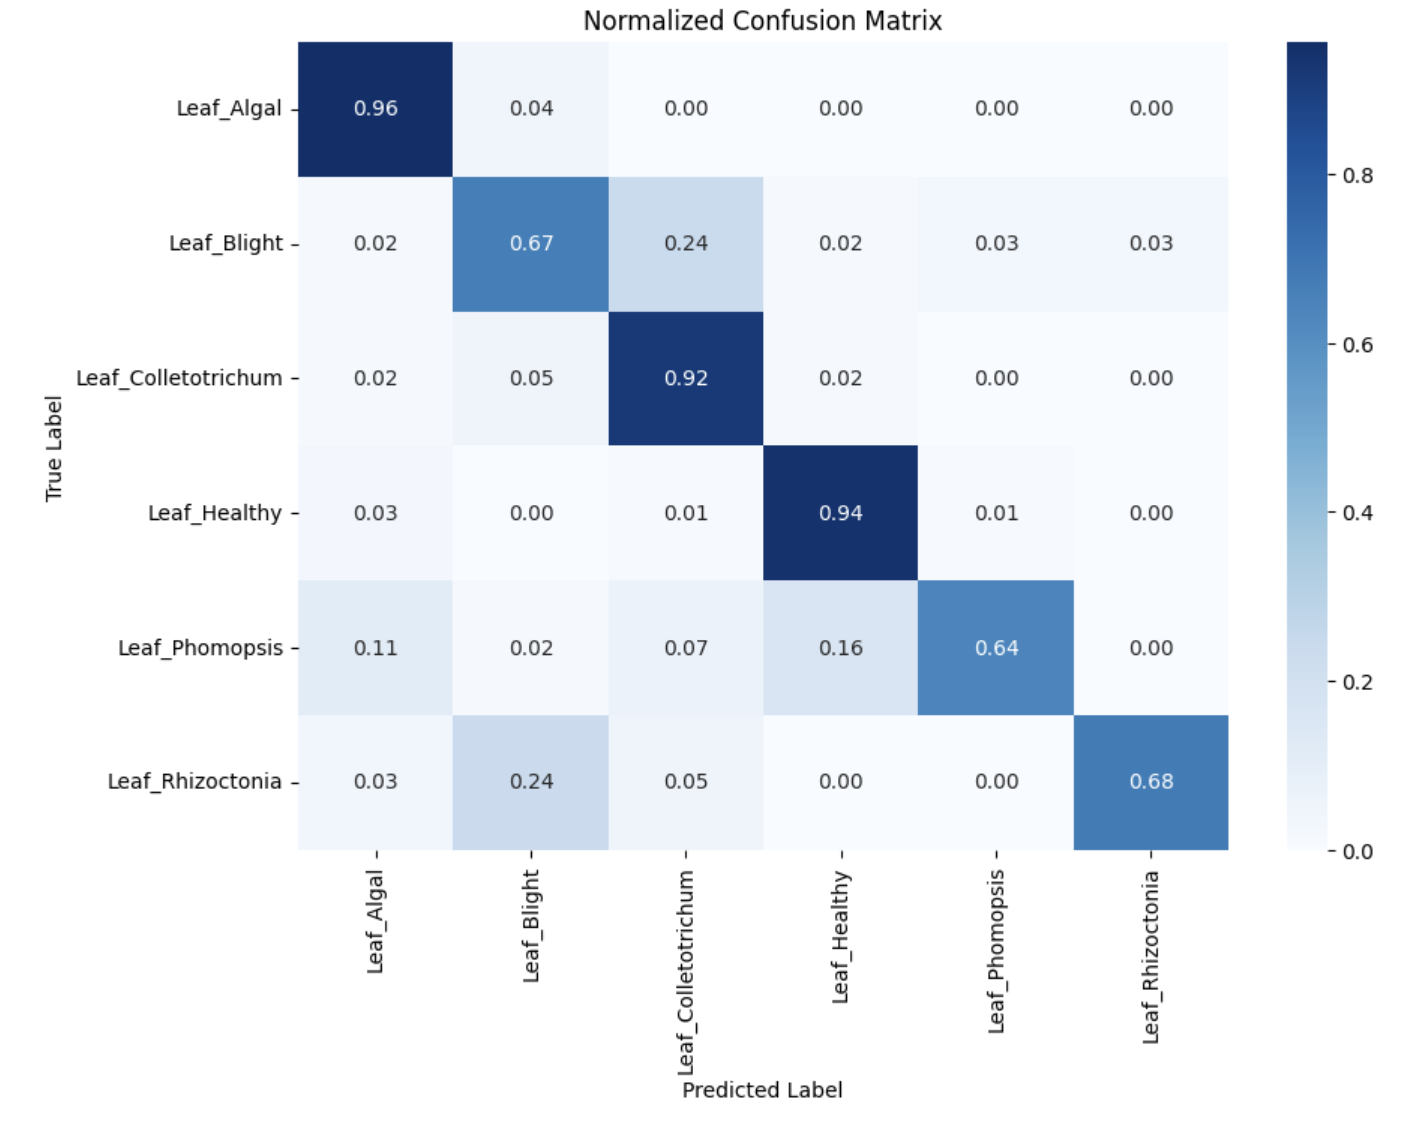 Normalized Confusion Matrix
Leaf_Algal 0.96 0.04 0.00 0.00 0.00 0.00
Leaf_Blight 0.02 0.67 0.24 0.02 0.03 0.03
Leaf_Colletotrichum 0.02 0.05 0.92 0.02 0.00 0.00
Leaf_Healthy 0.03 0.00 0.01 0.94 0.01 0.00
Leaf_Phomopsis 0.11 0.02 0.07 0.16 0.64 0.00
Leaf_Rhizoctonia 0.03 0.24 0.05 0.00 0.00 0.68
True Label
Leaf_Algal
Leaf_Blight
Leaf_Colletotrichum
Leaf_Healthy
Leaf_Phomopsis
Leaf_Rhizoctonia
Predicted Label
0.8
0.6
0.4
0.2
0.0